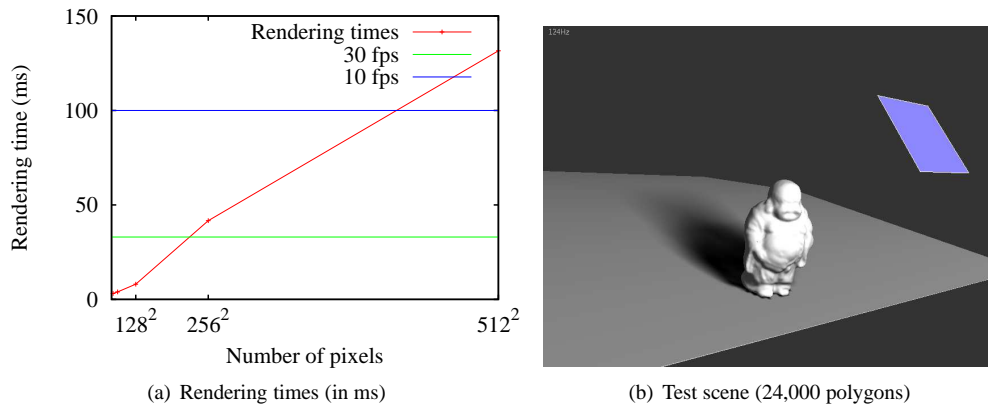 150
100
50
0
Rendering time (ms)
Rendering times
30 fps
10 fps
128²
256²
512²
Number of pixels
(a) Rendering times (in ms)
124Hz
(b) Test scene (24,000 polygons)